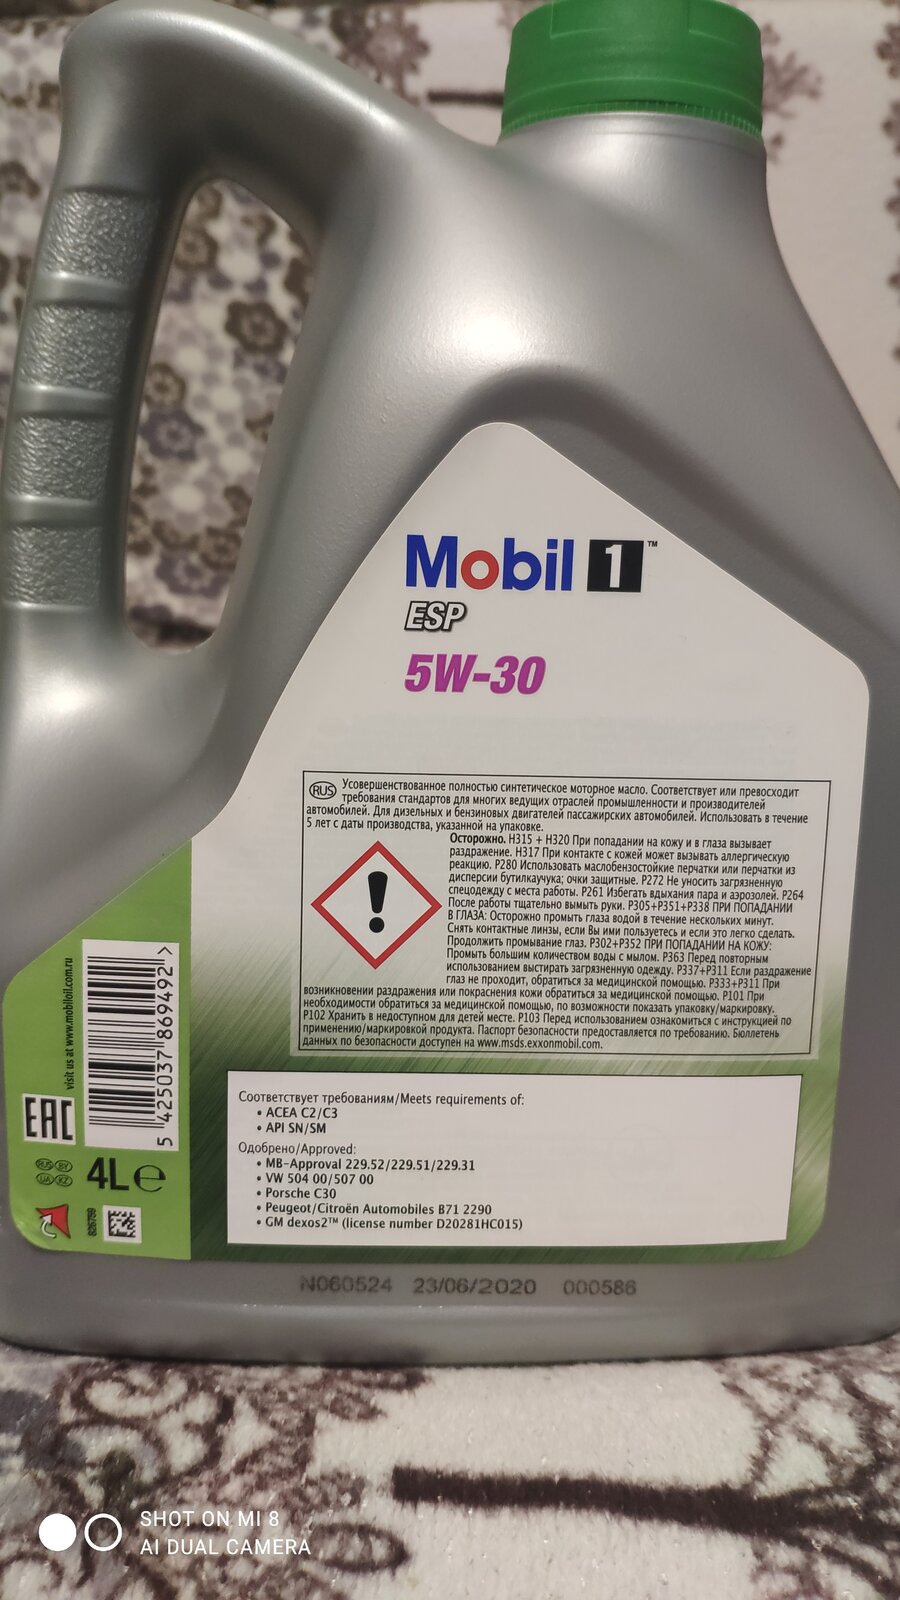 Mobil 1™
ESP
5W-30
RUS Усовершенствованное полностью синтетическое моторное масло. Соответствует или превосходит
требования стандартов для многих ведущих отраслей промышленности и производителей
автомобилей. Для дизельных и бензиновых двигателей пассажирских автомобилей. Использовать в течение
5 лет с даты производства, указанной на упаковке.
Осторожно. H315 + H320 При попадании на кожу и в глаза вызывает
раздражение. H317 При контакте с кожей может вызывать аллергическую
реакцию. P280 Использовать маслобензостойкие перчатки или перчатки из
дисперсии бутилкаучука; очки защитные. P272 Не уносить загрязненную
спецодежду с места работы. P261 Избегать вдыхания пара и аэрозолей. P264
После работы тщательно вымыть руки. P305+P351+P338 ПРИ ПОПАДАНИИ
В ГЛАЗА: Осторожно промыть глаза водой в течение нескольких минут.
Снять контактные линзы, если Вы ими пользуетесь и если это легко сделать.
Продолжить промывание глаз. P302+P352 ПРИ ПОПАДАНИИ НА КОЖУ:
Промыть большим количеством воды с мылом. P363 Перед повторным
использованием выстирать загрязненную одежду. P337+P311 Если раздражение
глаз не проходит, обратиться за медицинской помощью. P333+P311 При
возникновении раздражения или покраснения кожи обратиться за медицинской помощью. P101 При
необходимости обратиться за медицинской помощью, по возможности показать упаковку/маркировку.
P102 Хранить в недоступном для детей месте. P103 Перед использованием ознакомиться с инструкцией по
применению/маркировкой продукта. Паспорт безопасности предоставляется по требованию. Бюллетень
данных по безопасности доступен на www.msds.exxonmobil.com.
Соответствует требованиям/Meets requirements of:
• ACEA C2/C3
• API SN/SM
Одобрено/Approved:
• MB-Approval 229.52/229.51/229.31
• VW 504 00/507 00
• Porsche C30
• Peugeot/Citroën Automobiles B71 2290
• GM dexos2™ (license number D20281HC015)
visit us at www.mobiloil.com.ru
5 425037 869492 >
EAC
RUS BY
UA KZ
4L e
826799
N060524 23/06/2020 000586
SHOT ON MI 8
AI DUAL CAMERA